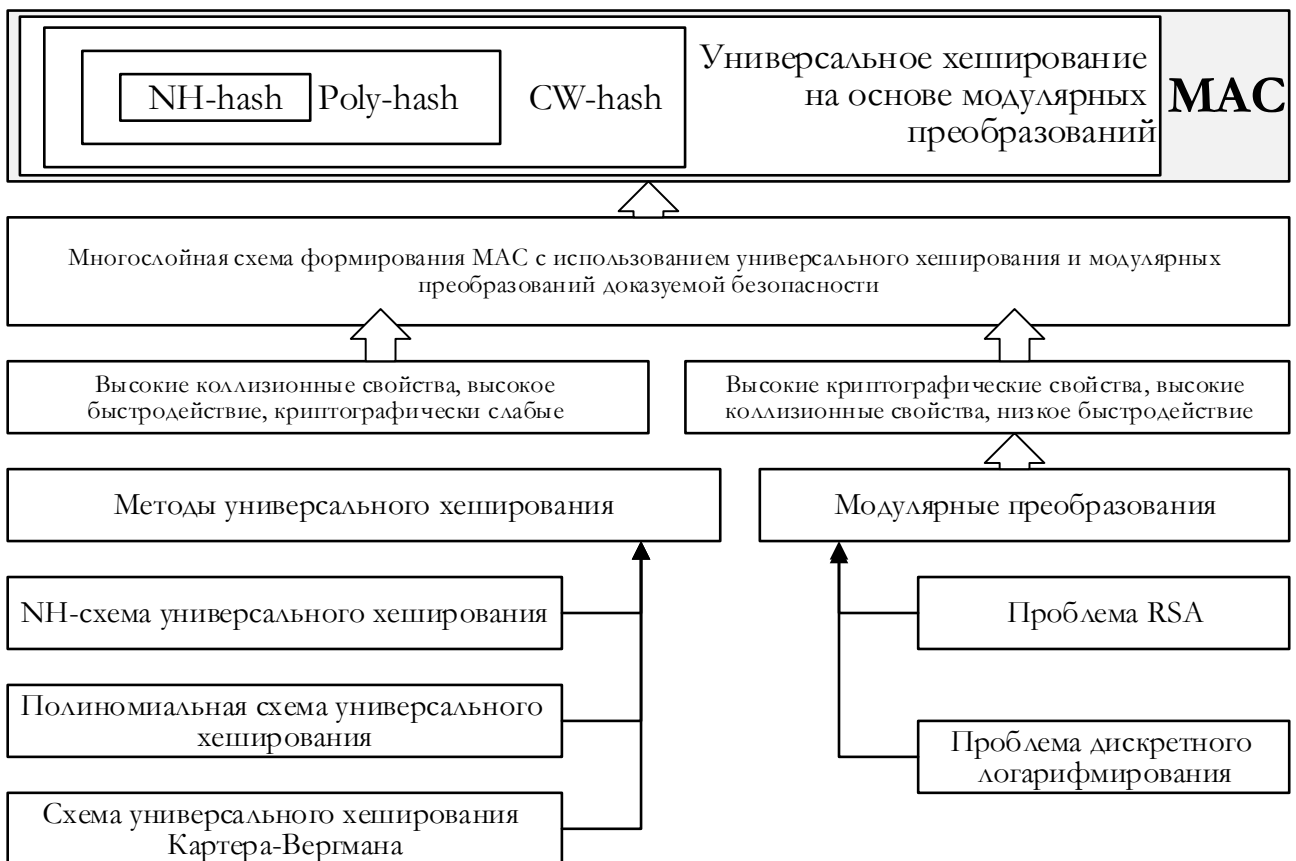 Универсальное хеширование
NH-hash Poly-hash CW-hash на основе модулярных MAC
преобразований
Многослойная схема формирования MAC с использованием универсального хеширования и модулярных
преобразований доказуемой безопасности
Высокие коллизионные свойства, высокое
быстродействие, криптографически слабые
Высокие криптографические свойства, высокие
коллизионные свойства, низкое быстродействие
Методы универсального хеширования
Модулярные преобразования
NH-схема универсального хеширования
Проблема RSA
Полиномиальная схема универсального
хеширования
Проблема дискретного
логарифмирования
Схема универсального хеширования
Картера-Вегмана